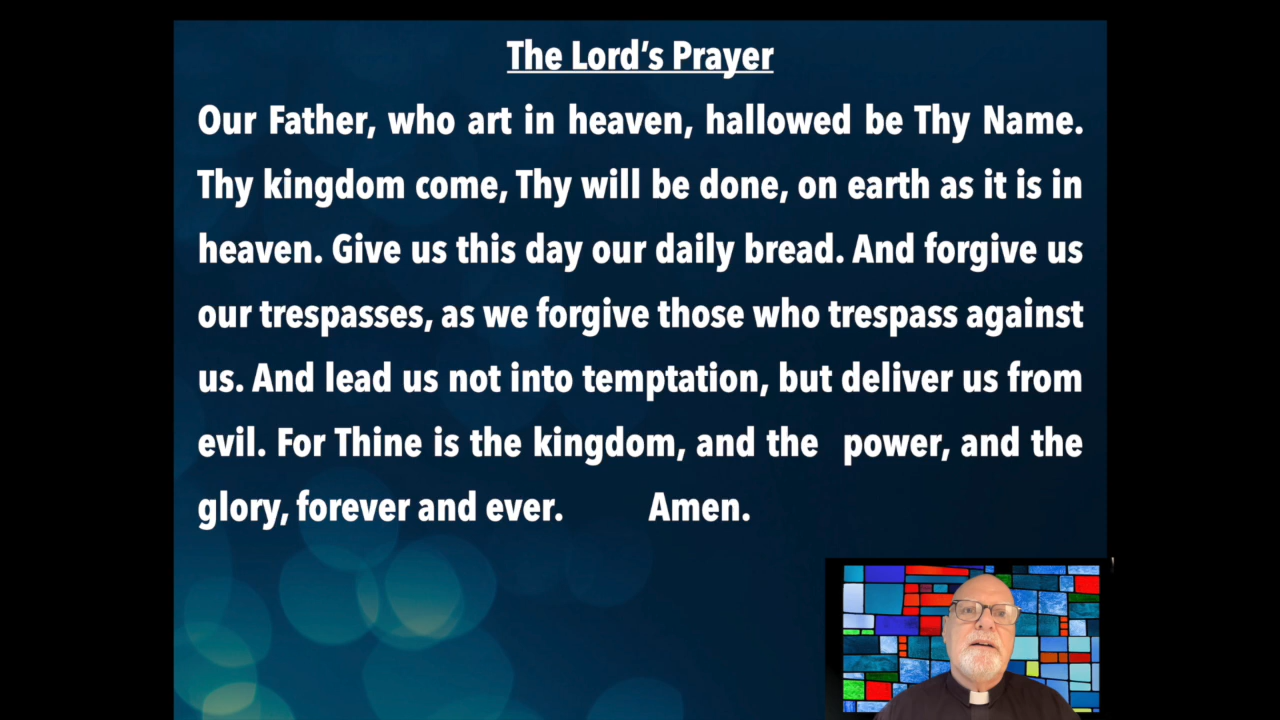 The Lord's Prayer
Our Father, who art in heaven, hallowed be Thy Name.
Thy kingdom come, Thy will be done, on earth as it is in
heaven. Give us this day our daily bread. And forgive us
our trespasses, as we forgive those who trespass against
us. And lead us not into temptation, but deliver us from
evil. For Thine is the kingdom, and the power, and the
glory, forever and ever. Amen.